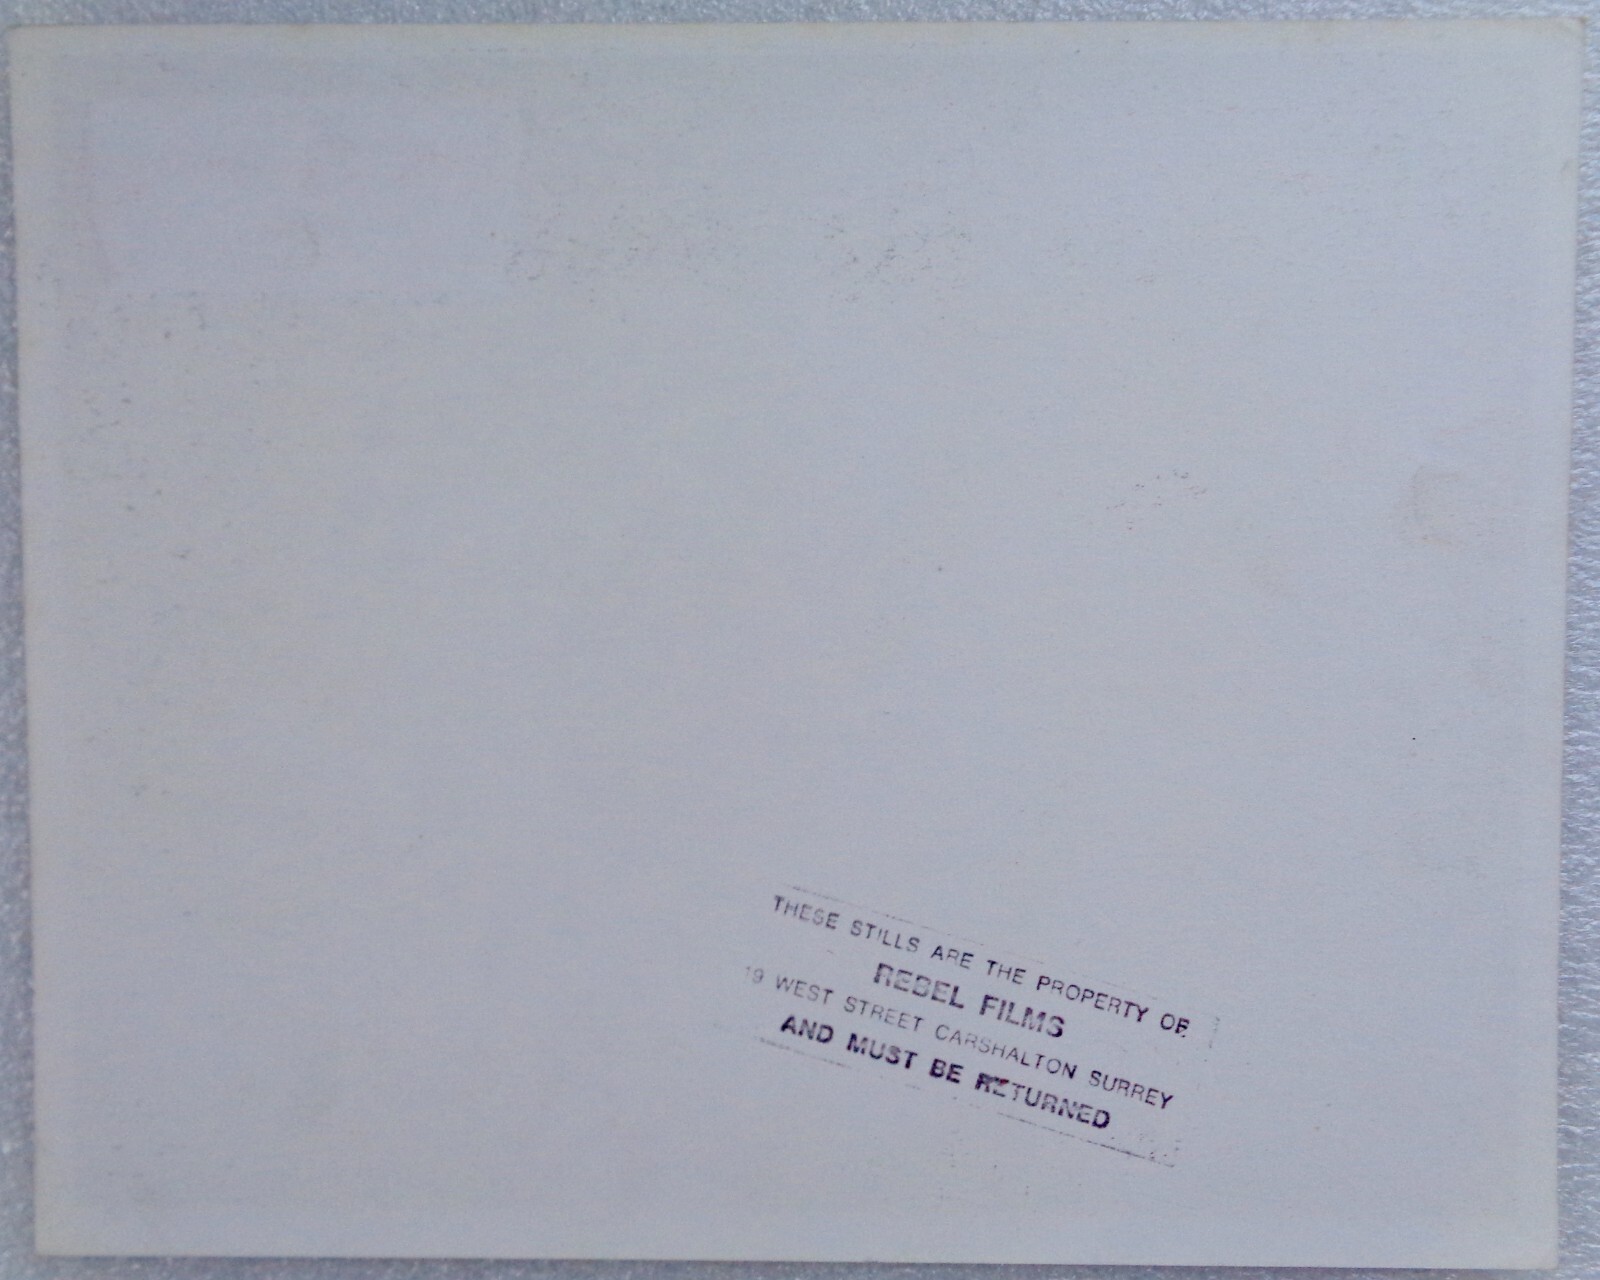 THESE STILLS ARE THE PROPERTY OF
REBEL FILMS
19 WEST STREET CARSHALTON SURREY
AND MUST BE RETURNED